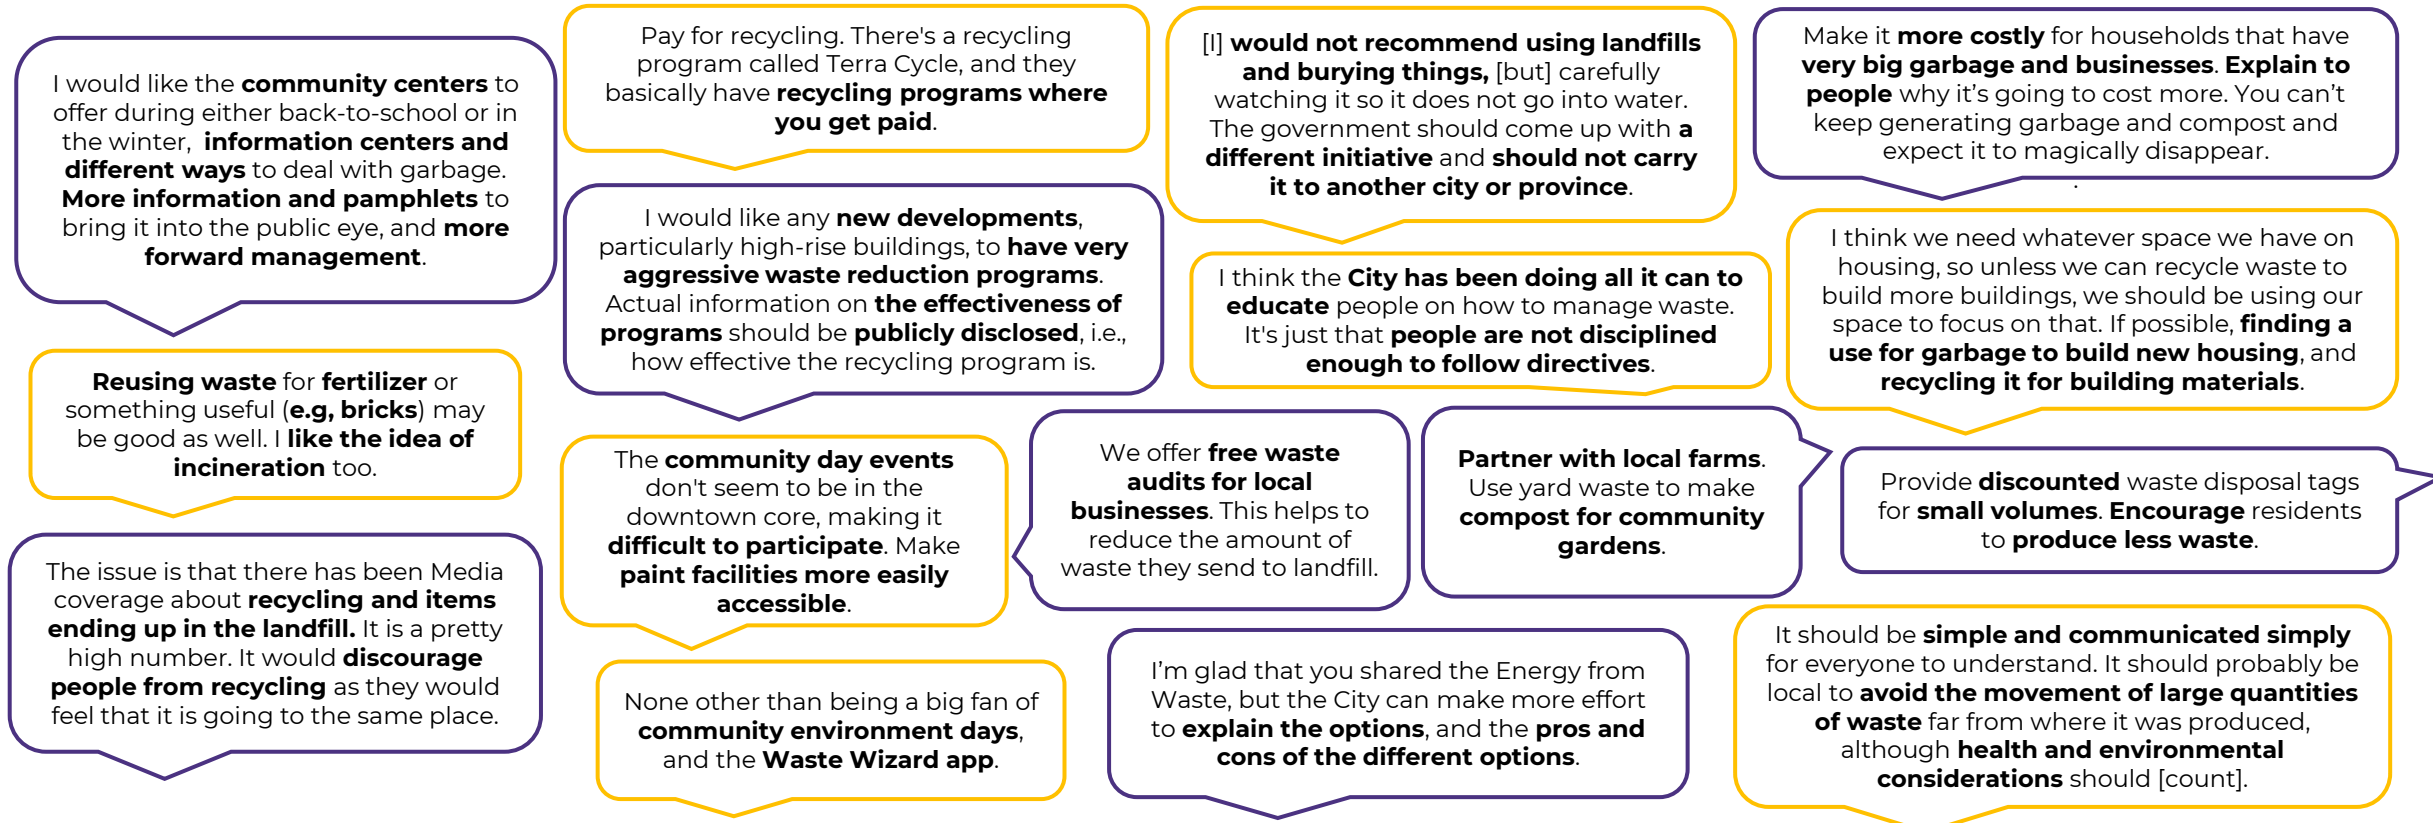 I would like the community centers to
offer during either back-to-school or in
the winter, information centers and
different ways to deal with garbage.
More information and pamphlets to
bring it into the public eye, and more
forward management.
Reusing waste for fertilizer or
something useful (e.g, bricks) may
be good as well. I like the idea of
incineration too.
The issue is that there has been Media
coverage about recycling and items
ending up in the landfill. It is a pretty
high number. It would discourage
people from recycling as they would
feel that it is going to the same place.
Pay for recycling. There's a recycling
program called Terra Cycle, and they
basically have recycling programs where
you get paid.
I would like any new developments,
particularly high-rise buildings, to have very
aggressive waste reduction programs.
Actual information on the effectiveness of
programs should be publicly disclosed, i.e.,
how effective the recycling program is.
The community day events
don't seem to be in the
downtown core, making it
difficult to participate. Make
paint facilities more easily
accessible.
None other than being a big fan of
community environment days,
and the Waste Wizard app.
[I] would not recommend using landfills
and burying things, [but] carefully
watching it so it does not go into water.
The government should come up with a
different initiative and should not carry
it to another city or province.
I think the City has been doing all it can to
educate people on how to manage waste.
It's just that people are not disciplined
enough to follow directives.
We offer free waste
audits for local
businesses. This helps to
reduce the amount of
waste they send to landfill.
Partner with local farms.
Use yard waste to make
compost for community
gardens.
I'm glad that you shared the Energy from
Waste, but the City can make more effort
to explain the options, and the pros and
cons of the different options.
Make it more costly for households that have
very big garbage and businesses. Explain to
people why it's going to cost more. You can't
keep generating garbage and compost and
expect it to magically disappear.
.
I think we need whatever space we have on
housing, so unless we can recycle waste to
build more buildings, we should be using our
space to focus on that. If possible, finding a
use for garbage to build new housing, and
recycling it for building materials.
Provide discounted waste disposal tags
for small volumes. Encourage residents
to produce less waste.
It should be simple and communicated simply
for everyone to understand. It should probably be
local to avoid the movement of large quantities
of waste far from where it was produced,
although health and environmental
considerations should [count].